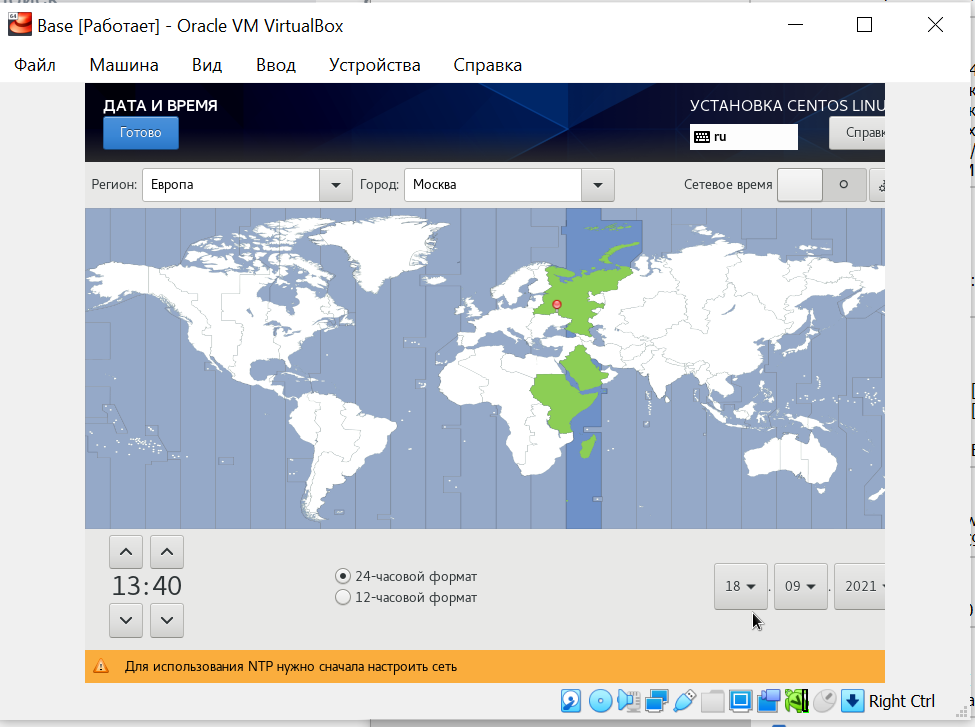 Base [Работает] - Oracle VM VirtualBox
Файл Машина Вид Ввод Устройства Справка
ДАТА И ВРЕМЯ
УСТАНОВКА CENTOS LINU
Готово
ru
Справк
Регион: Европа Город: Москва Сетевое время
13:40
24-часовой формат
12-часовой формат
18 . 09 . 2021
Для использования NTP нужно сначала настроить сеть
Right Ctrl